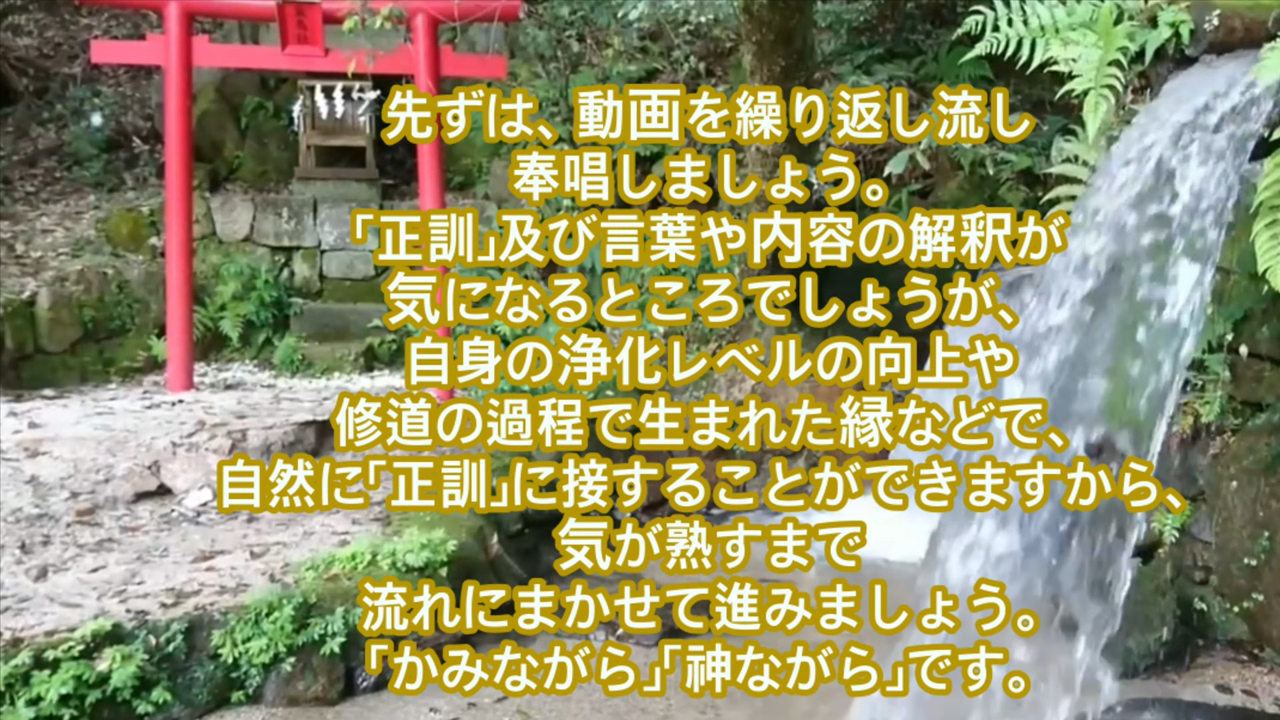 先ずは、動画を繰り返し流し
奉唱しましょう。
「正訓」及び言葉や内容の解釈が
気になるところでしょうが、
自身の浄化レベルの向上や
修道の過程で生まれた縁などで、
自然に「正訓」に接することができますから、
気が熟すまで
流れにまかせて進みましょう。
「かみながら」「神ながら」です。